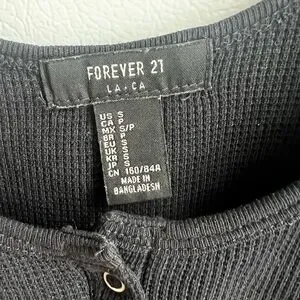 FOREVER 21
LA • CA
US S
CA P
MX S/P
BR P
EU S
UK S
KR S
JP S
CN 160/84A
MADE IN
BANGLADESH